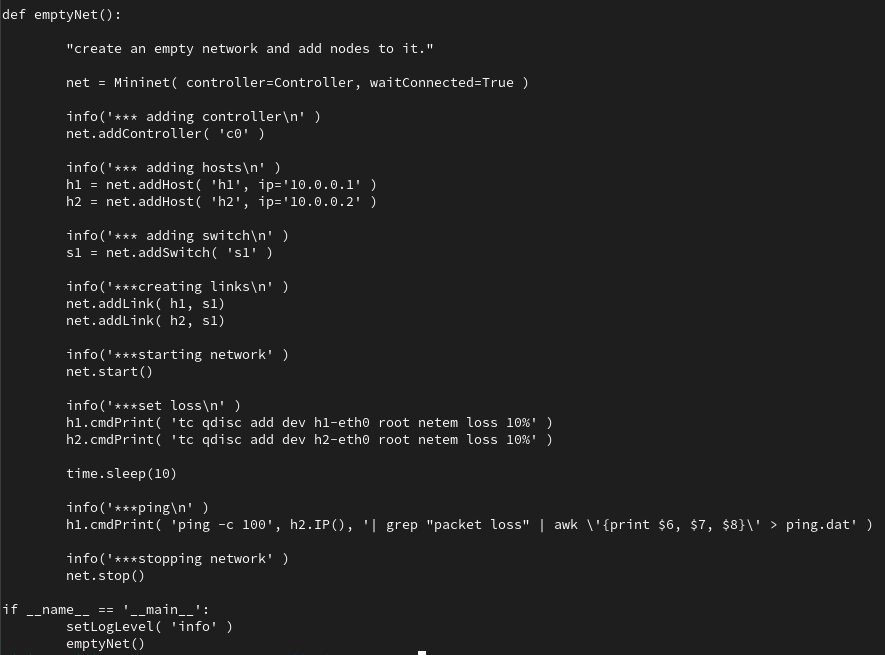 def emptyNet():
"create an empty network and add nodes to it."
net = Mininet( controller=Controller, waitConnected=True )
info('*** adding controller\n' )
net.addController( 'c0' )
info('*** adding hosts\n' )
h1 = net.addHost( 'h1', ip='10.0.0.1' )
h2 = net.addHost( 'h2', ip='10.0.0.2' )
info('*** adding switch\n' )
s1 = net.addSwitch( 's1' )
info('***creating links\n' )
net.addLink( h1, s1)
net.addLink( h2, s1)
info('***starting network' )
net.start()
info('***set loss\n' )
h1.cmdPrint( 'tc qdisc add dev h1-eth0 root netem loss 10%' )
h2.cmdPrint( 'tc qdisc add dev h2-eth0 root netem loss 10%' )
time.sleep(10)
info('***ping\n' )
h1.cmdPrint( 'ping -c 100', h2.IP(), '| grep "packet loss" | awk \'{print $6, $7, $8}\' > ping.dat' )
info('***stopping network' )
net.stop()
if __name__ == '__main__':
setLogLevel( 'info' )
emptyNet()